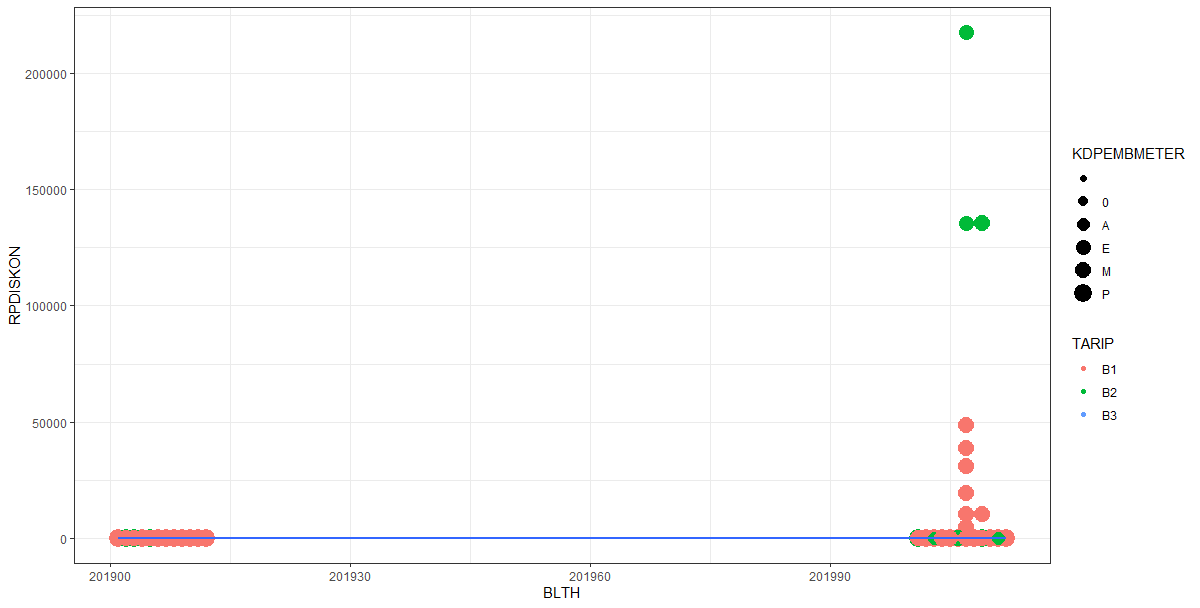 200000
150000
100000
50000
0
RPDISKON
201900
201930
201960
201990
BLTH
KDPEMBMETER
0
A
E
M
P
TARIP
B1
B2
B3